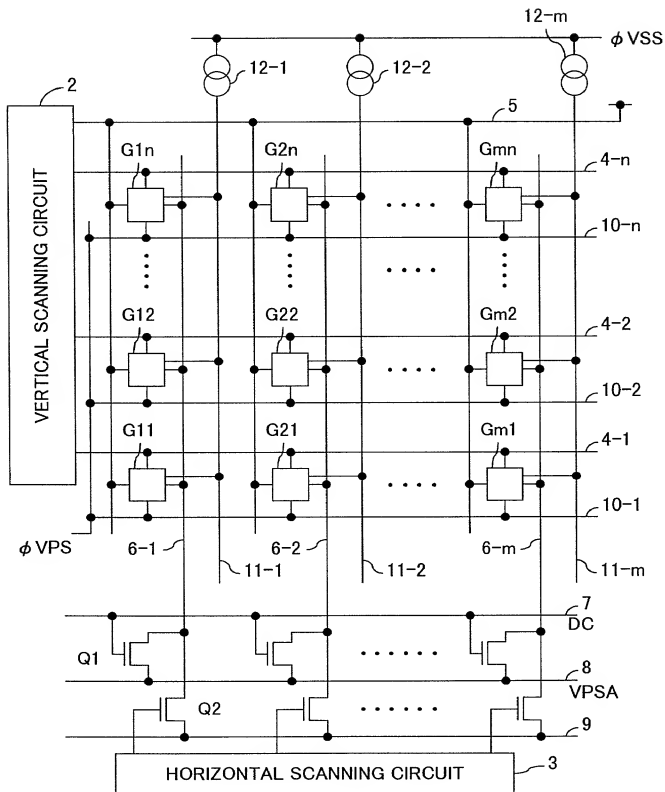 12-m
ϕ VSS
12-1
12-2
2
5
G1n
G2n
Gmn
4-n
10-n
VERTICAL SCANNING CIRCUIT
G12
G22
Gm2
4-2
10-2
G11
G21
Gm1
4-1
10-1
ϕ VPS
6-1
11-1
6-2
11-2
6-m
11-m
7
DC
Q1
8
VPSA
Q2
9
HORIZONTAL SCANNING CIRCUIT
3